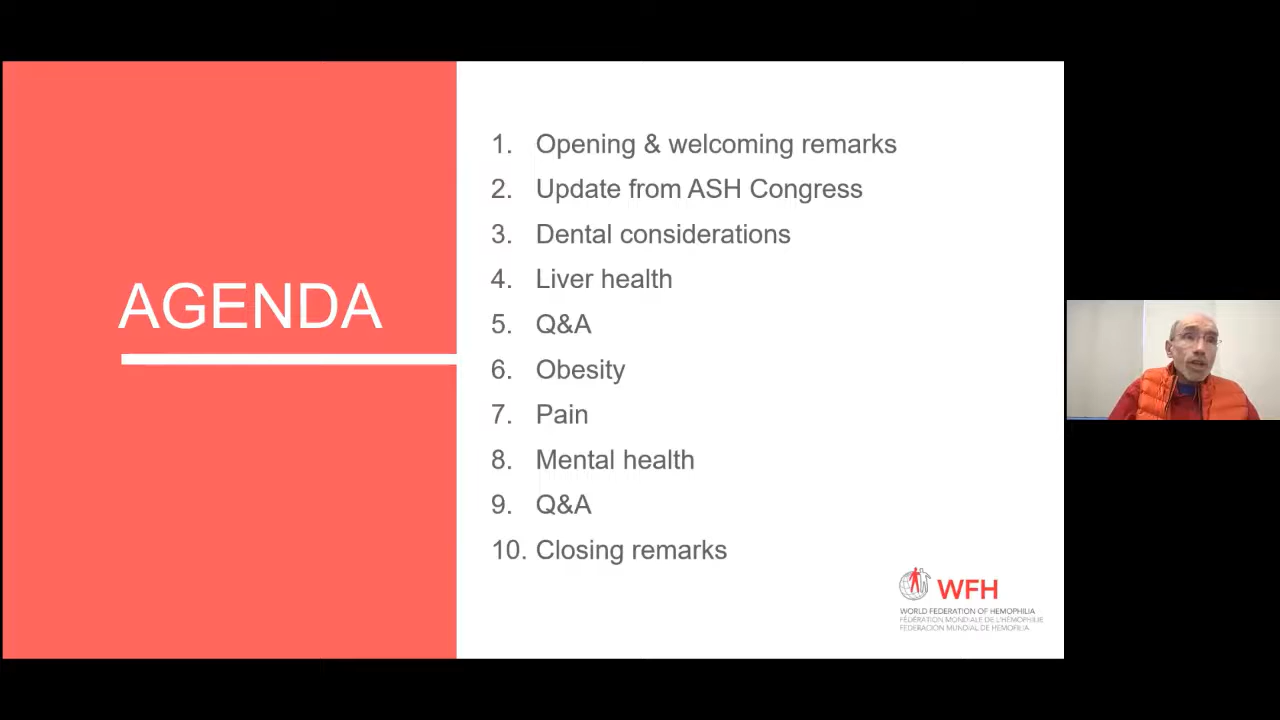 AGENDA
1. Opening & welcoming remarks
2. Update from ASH Congress
3. Dental considerations
4. Liver health
5. Q&A
6. Obesity
7. Pain
8. Mental health
9. Q&A
10. Closing remarks
WFH
WORLD FEDERATION OF HEMOPHILIA
FÉDÉRATION MONDIALE DE L'HÉMOPHILIE
FEDERACIÓN MUNDIAL DE HEMOFILIA